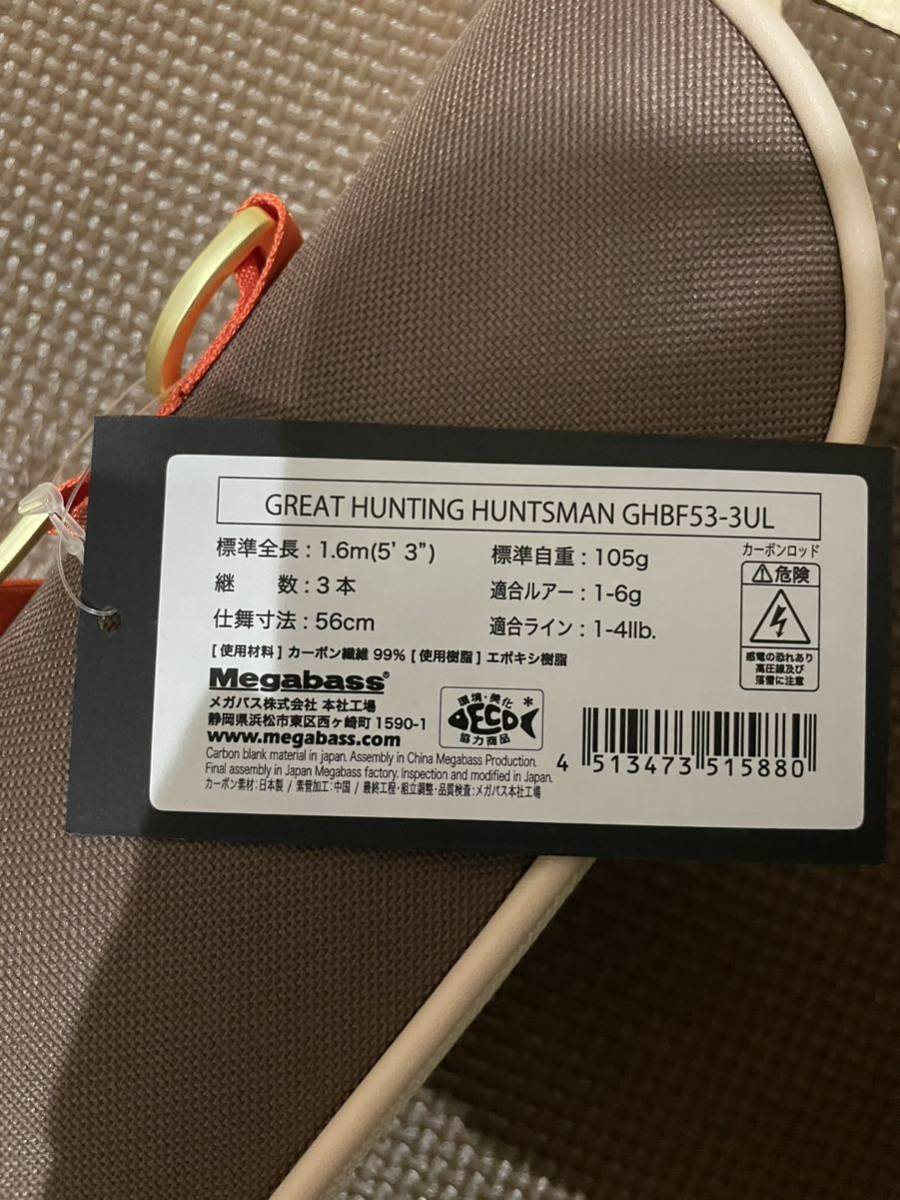 GREAT HUNTING HUNTSMAN GHBF53-3UL
標準全長 : 1.6m(5' 3")
標準自重 : 105g
継 数 : 3本
適合ルアー : 1-6g
仕舞寸法 : 56cm
適合ライン : 1-4llb.
カーボンロッド
⚠危険
感電の恐れあり
高圧線及び
落雷に注意
[使用材料] カーボン繊維 99% [使用樹脂] エポキシ樹脂
Megabass®
メガバス株式会社 本社工場
静岡県浜松市東区西ヶ崎町 1590-1
www.megabass.com
環境・美化
ECO
協力商品
Carbon blank material in japan. Assembly in China Megabass Production.
Final assembly in Japan Megabass factory. Inspection and modified in Japan.
カーボン素材:日本製 / 素管加工:中国 / 最終工程・組立調整・品質検査:メガバス本社工場
4 513473 515880